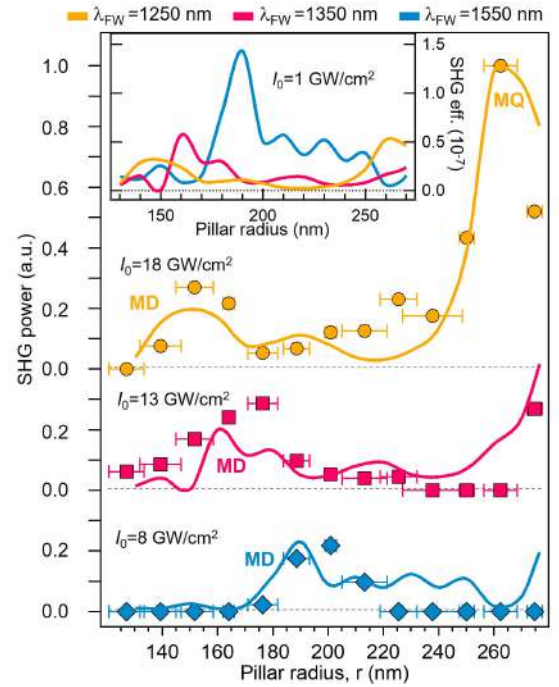 λFW=1250 nm λFW=1350 nm λFW=1550 nm
1.0
0.8
0.6
0.4
0.2
0.0
0.2
0.0
0.2
0.0
SHG power (a.u.)
I0=1 GW/cm²
1.5
1.0
0.5
0.0
SHG eff. (10-7)
150 200 250
Pillar radius (nm)
MQ
I0=18 GW/cm²
MD
I0=13 GW/cm²
MD
I0=8 GW/cm²
MD
140 160 180 200 220 240 260
Pillar radius, r (nm)